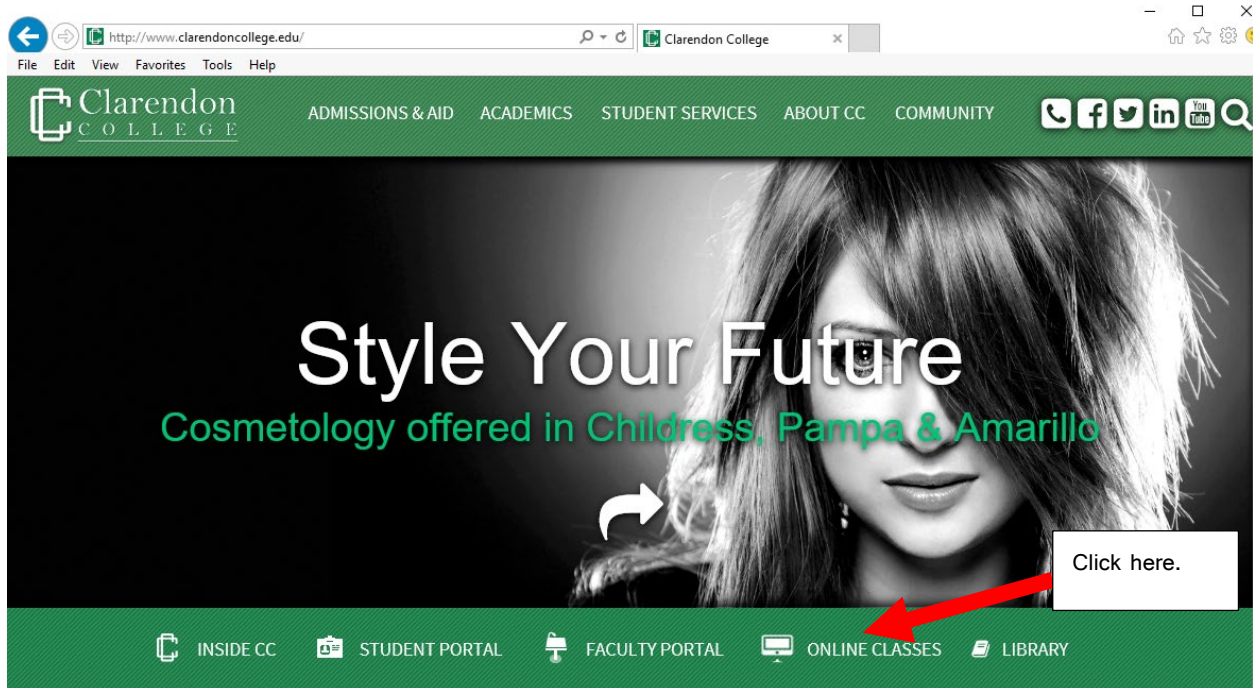 http://www.clarendoncollege.edu/
Clarendon College
File Edit View Favorites Tools Help
Clarendon
COLLEGE
ADMISSIONS & AID ACADEMICS STUDENT SERVICES ABOUT CC COMMUNITY
You
Tube
Style Your Future
Cosmetology offered in Childress, Pampa & Amarillo
Click here.
INSIDE CC STUDENT PORTAL FACULTY PORTAL ONLINE CLASSES LIBRARY